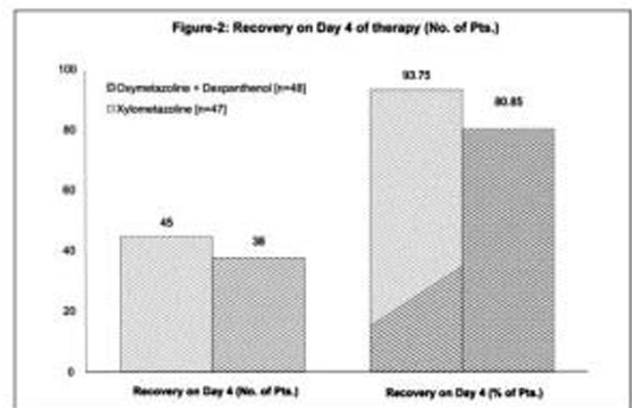 Figure-2: Recovery on Day 4 of therapy (No. of Pts.)
100
80
60
40
20
0
Oxymetazoline + Dexpanthenol [n=48]
Xylometazoline [n=47]
45
38
93.75
80.85
Recovery on Day 4 (No. of Pts.)
Recovery on Day 4 (% of Pts.)